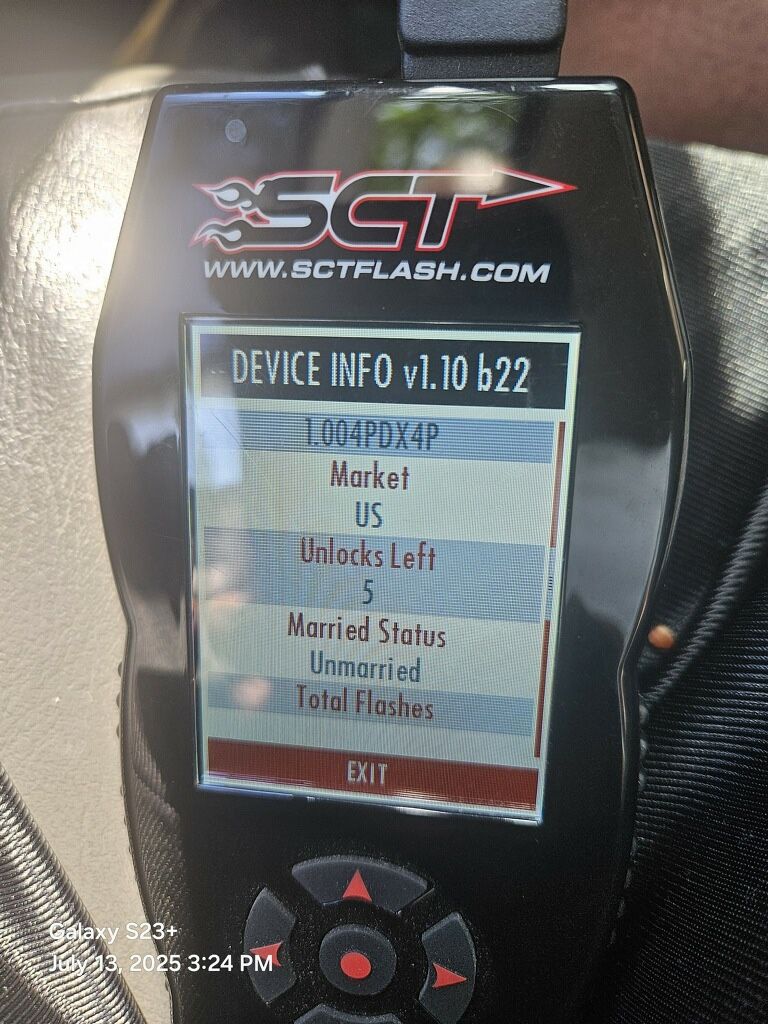 SCT
WWW.SCTFLASH.COM
DEVICE INFO v1.10 b22
1.004PDX4P
Market
US
Unlocks Left
5
Married Status
Unmarried
Total Flashes
EXIT
Galaxy S23+
July 13, 2025 3:24 PM